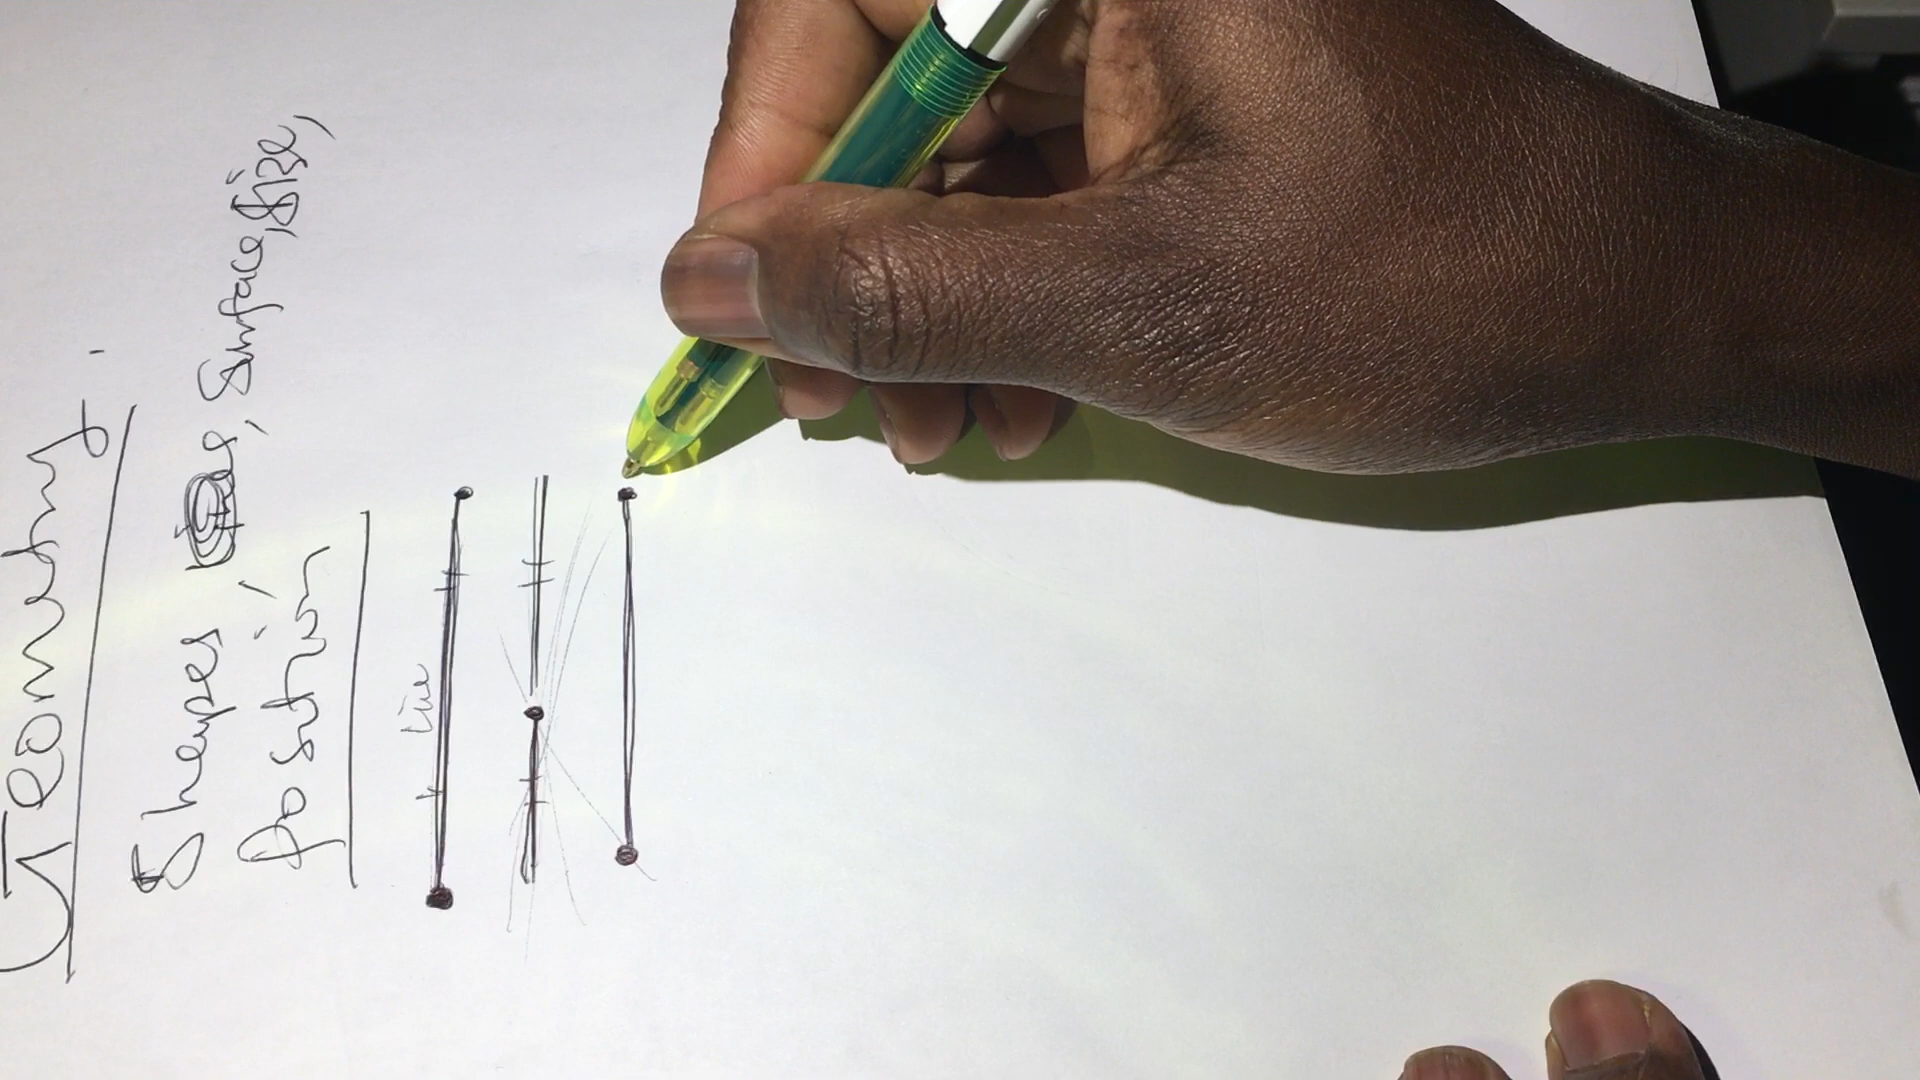 Geometry.
Shapes, Surface, Size,
Position
Line